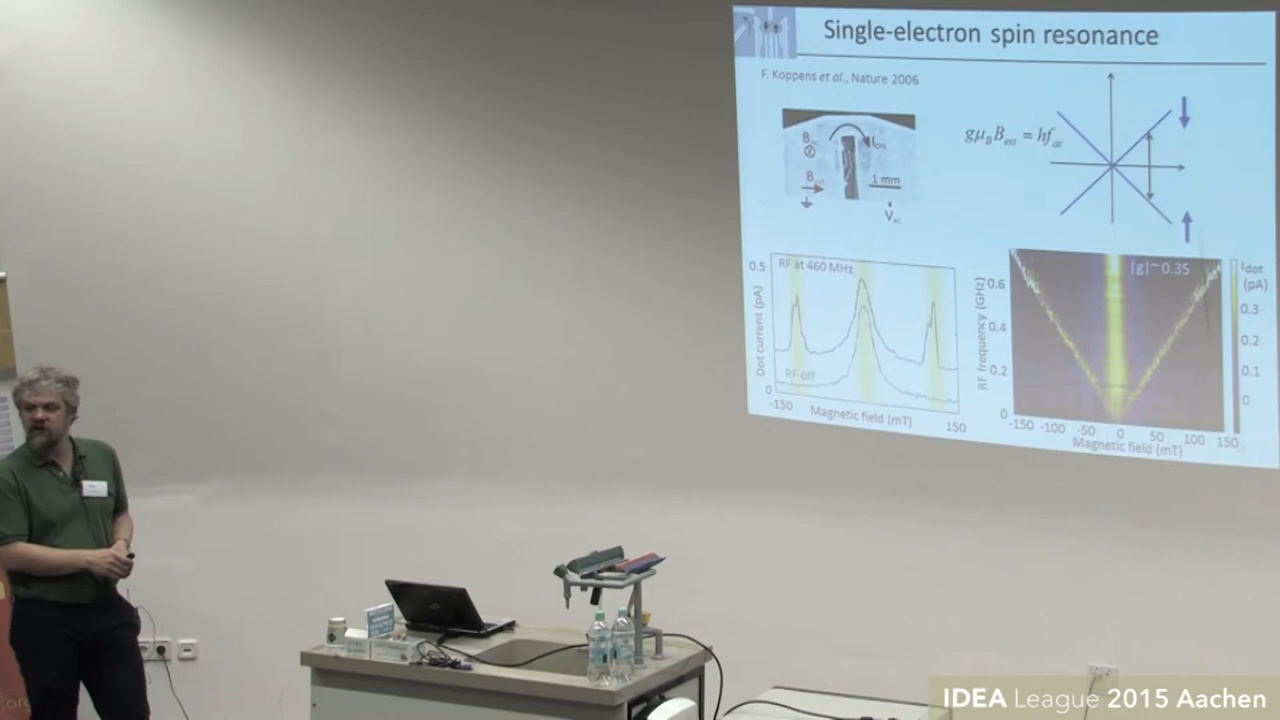 Single-electron spin resonance
F. Koppens et al., Nature 2006
gμ_B B_ext = hf_ac
1 mm
V_ac
RF at 460 MHz
0.5
Dot current (pA)
RF off
0
-150
Magnetic field (mT)
150
|g|~0.35
RF frequency (GHz)
0.6
0.4
0.2
0
-150 -100 -50 0 50 100 150
Magnetic field (mT)
I_dot
(pA)
0.3
0.2
0.1
0
IDEA League 2015 Aachen